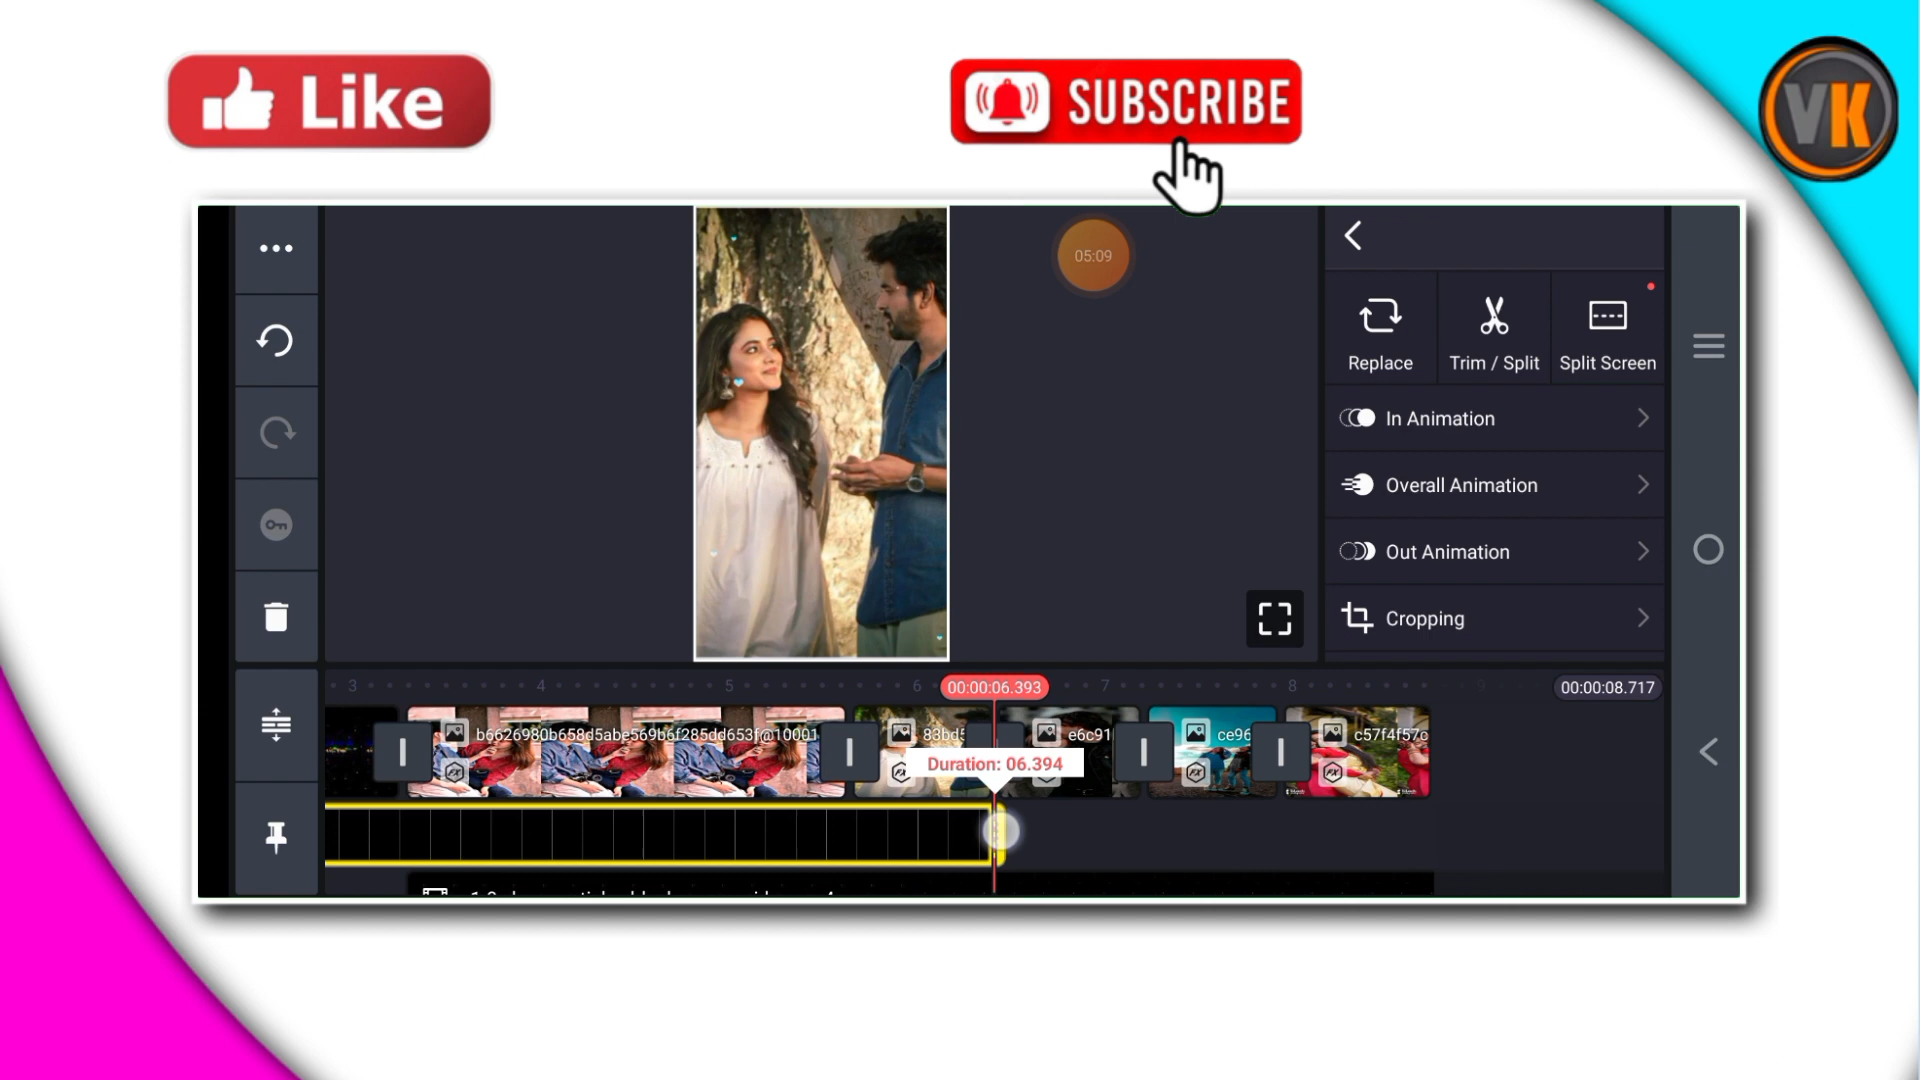 Like
SUBSCRIBE
VK
05:09
Replace
Trim / Split
Split Screen
In Animation
Overall Animation
Out Animation
Cropping
3
4
5
6
00:00:06.393
7
8
9
00:00:08.717
b6626980b658d5abe569b6f285dd653f@10001
83bd5
e6c91
ce96
c57f4f57c
Duration: 06.394